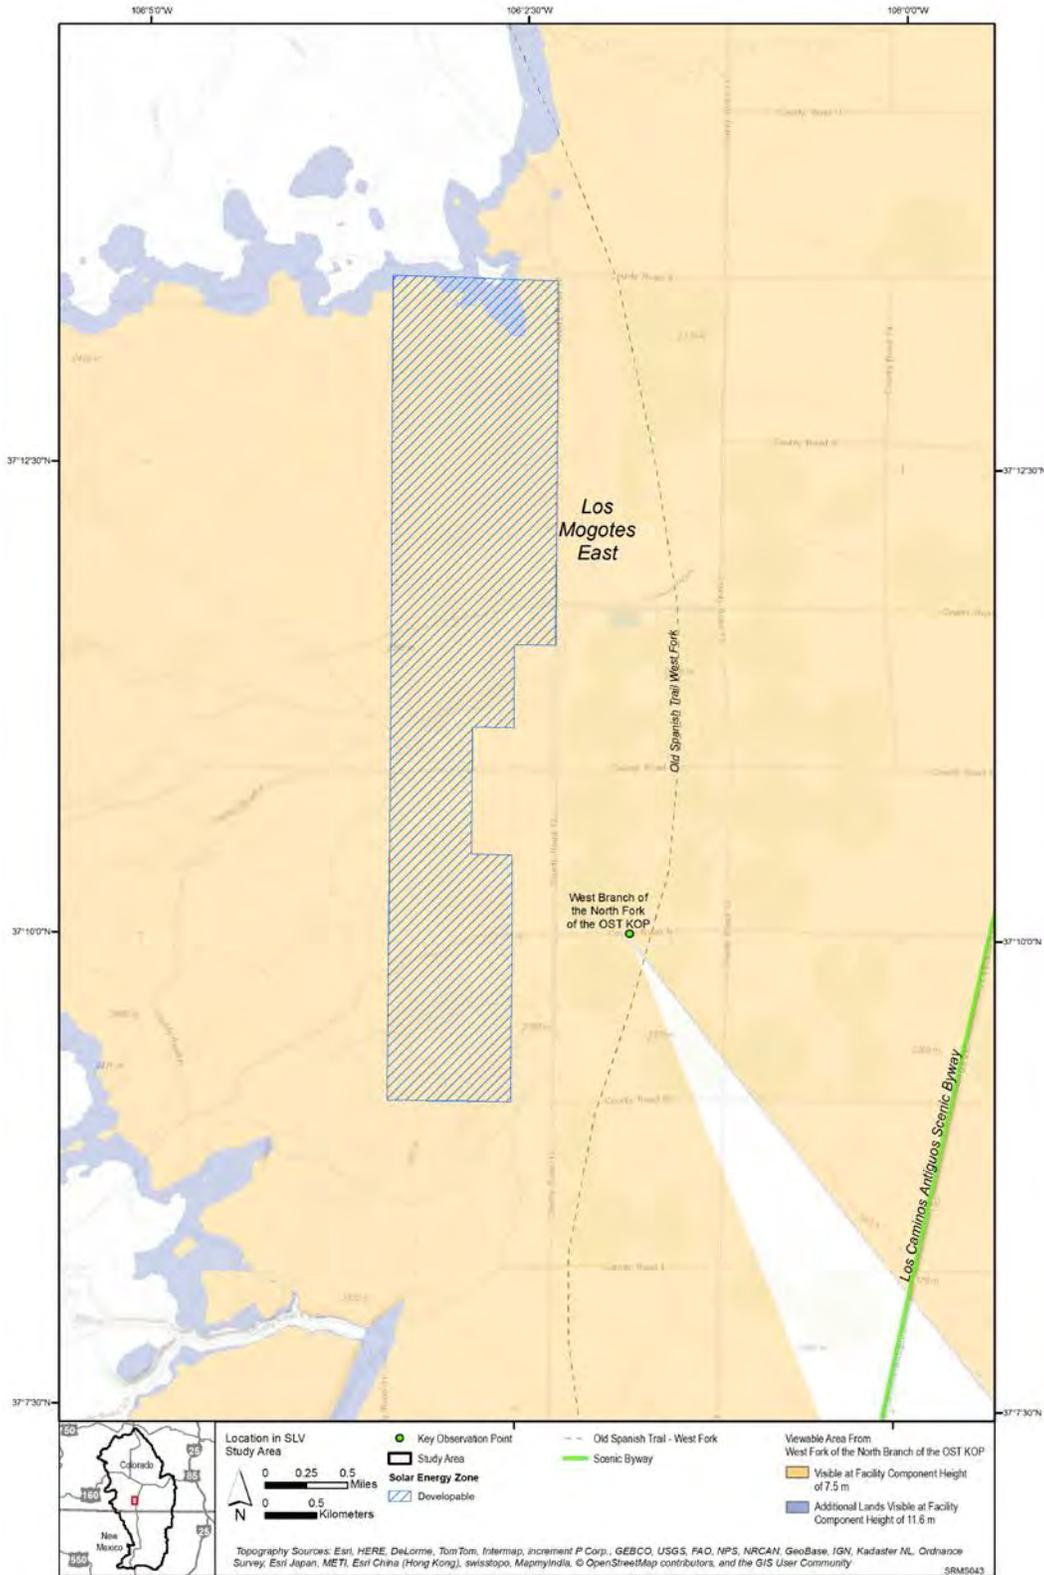 106°5'0"W
106°2'30"W
106°0'0"W
County Road
37°12'30"N
37°12'30"N
Los
Mogotes
East
Old Spanish Trail West Fork
West Branch of
the North Fork
of the OST KOP
37°10'0"N
37°10'0"N
Los Caminos Antiguos Scenic Byway
37°7'30"N
37°7'30"N
Location in SLV
Study Area
0 0.25 0.5
Miles
0 0.5
Kilometers
N
Key Observation Point
Study Area
Solar Energy Zone
Developable
Old Spanish Trail - West Fork
Scenic Byway
Viewable Area From
West Fork of the North Branch of the OST KOP
Visible at Facility Component Height
of 7.5 m
Additional Lands Visible at Facility
Component Height of 11.6 m
Colorado
160
25
New
Mexico
25
550
Topography Sources: Esri, HERE, DeLorme, TomTom, Intermap, increment P Corp., GEBCO, USGS, FAO, NPS, NRCAN, GeoBase, IGN, Kadaster NL, Ordnance
Survey, Esri Japan, METI, Esri China (Hong Kong), swisstopo, MapmyIndia, © OpenStreetMap contributors, and the GIS User Community
SRMS043